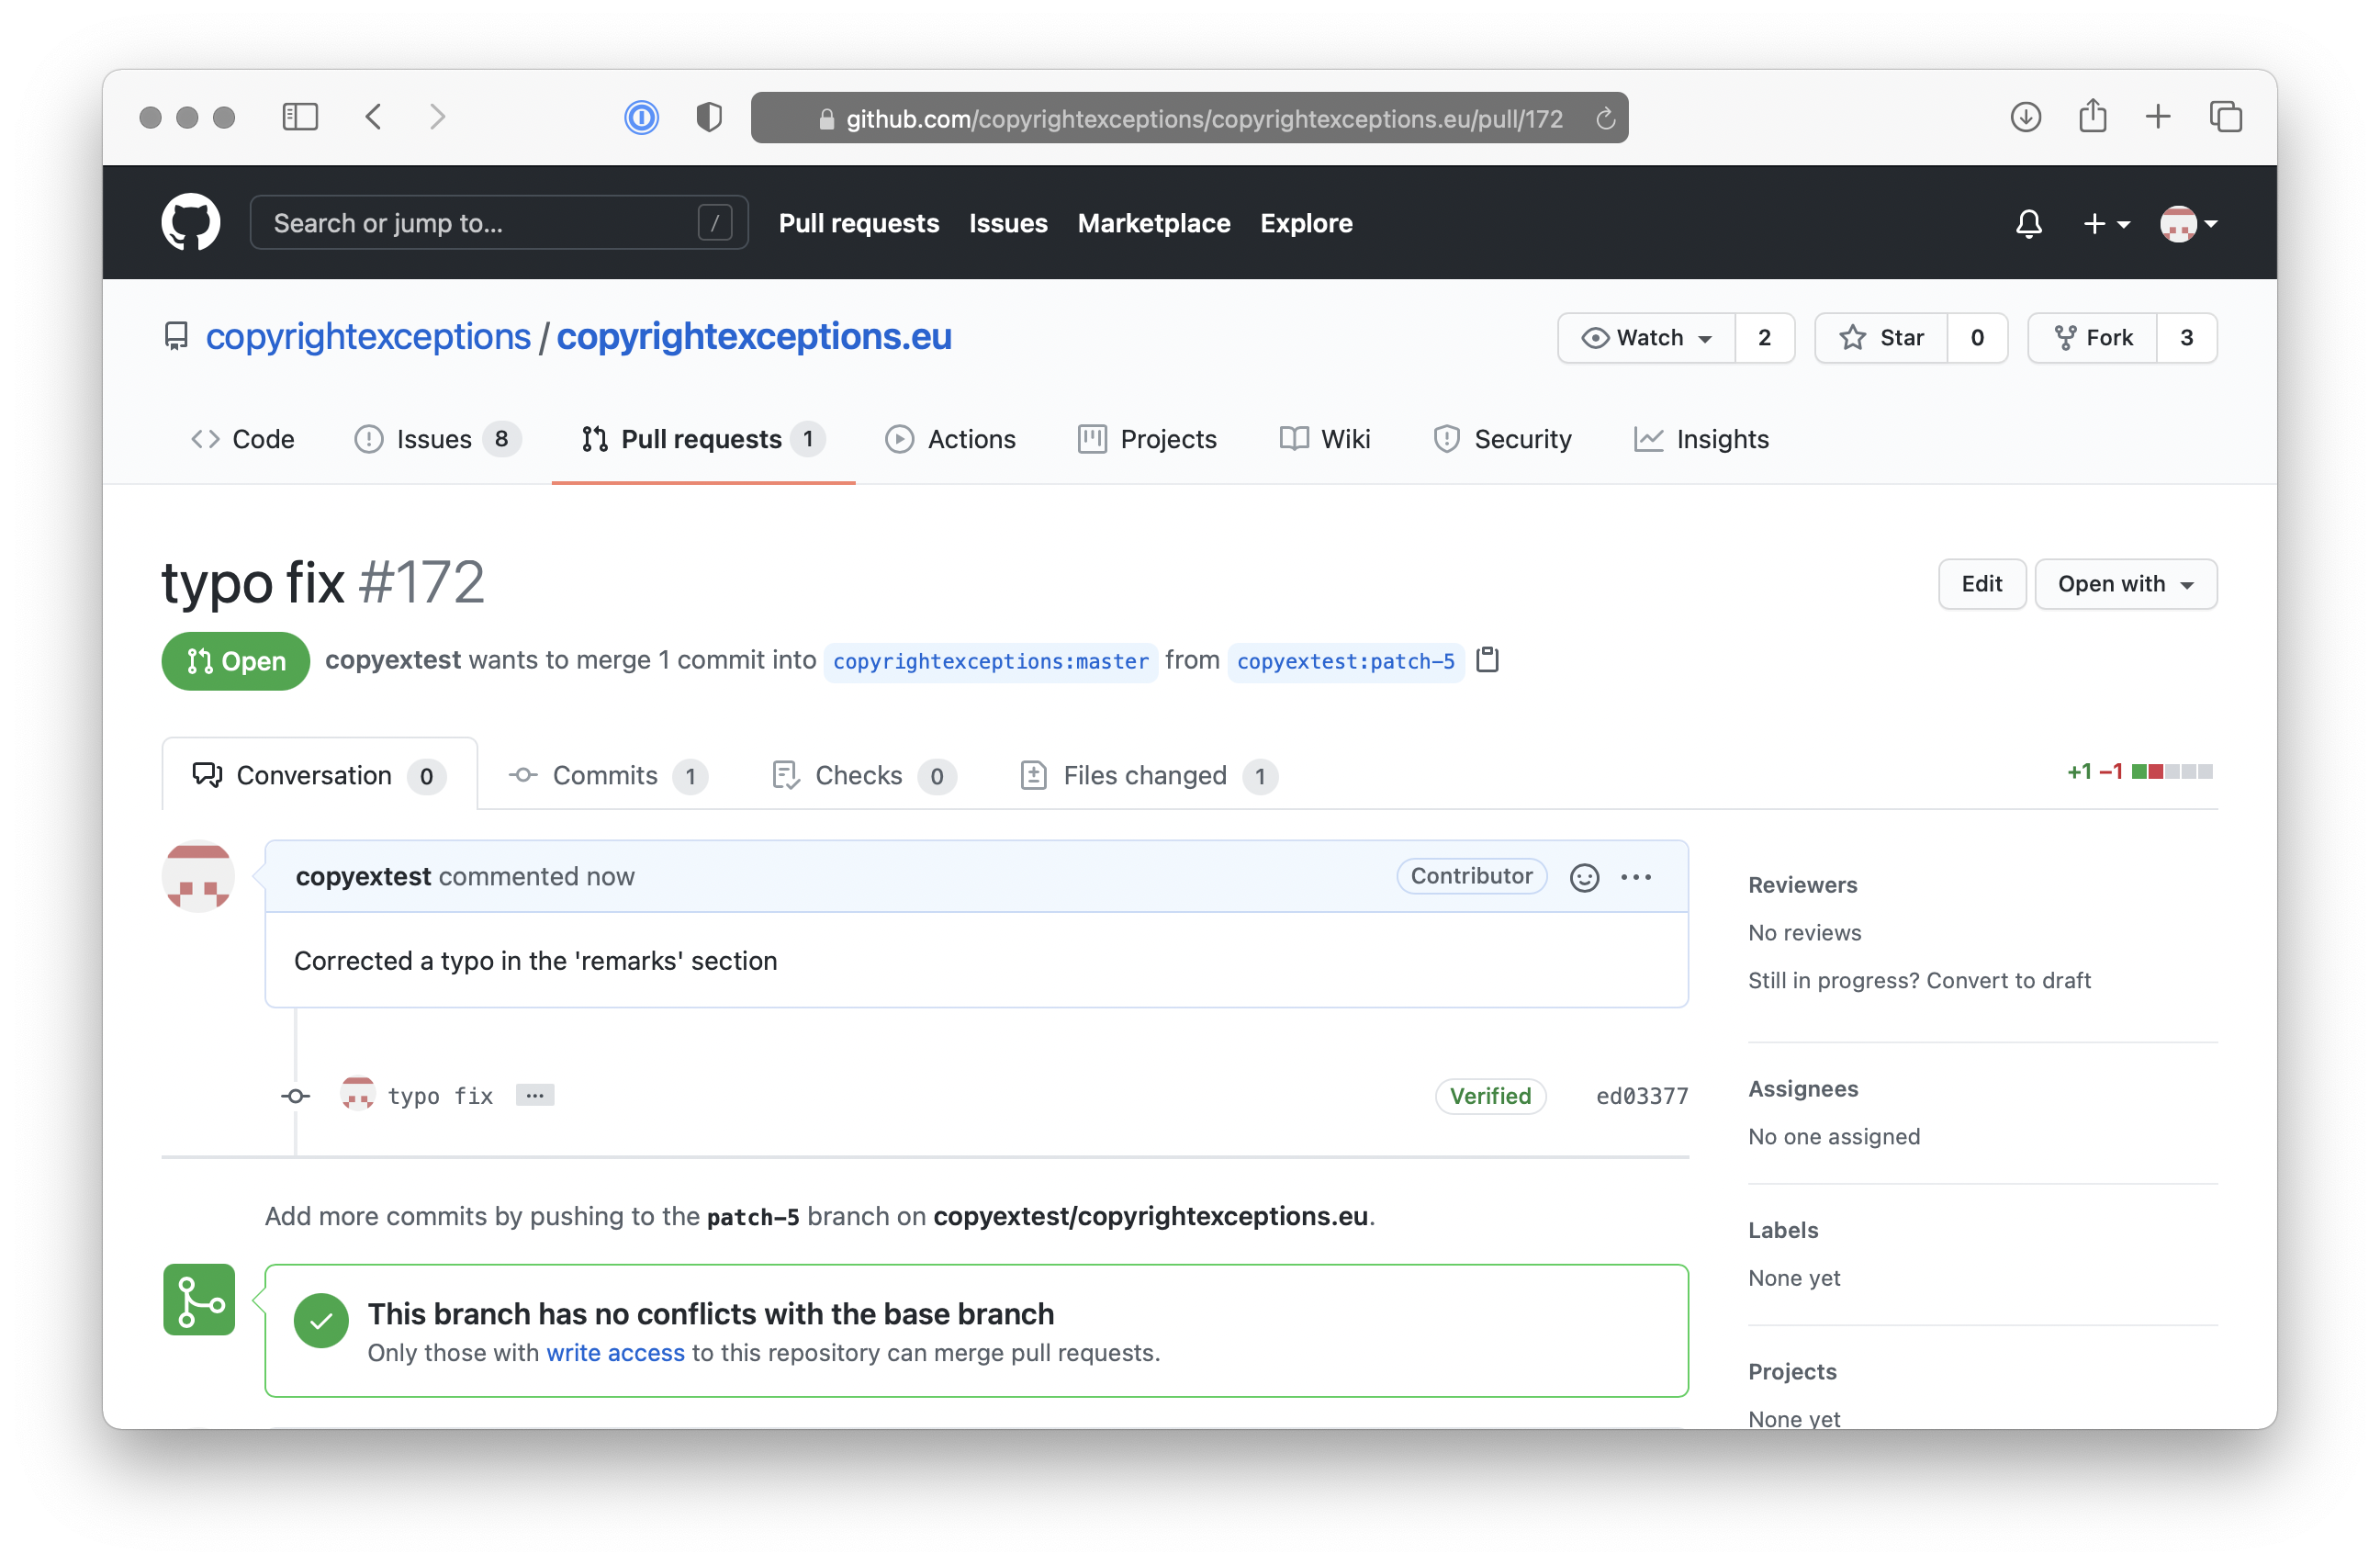 github.com/copyrightexceptions/copyrightexceptions.eu/pull/172
Search or jump to... /
Pull requests Issues Marketplace Explore
copyrightexceptions / copyrightexceptions.eu
Watch 2 Star 0 Fork 3
Code Issues 8 Pull requests 1 Actions Projects Wiki Security Insights
typo fix #172
Edit Open with
Open copyextest wants to merge 1 commit into copyrightexceptions:master from copyextest:patch-5
Conversation 0 Commits 1 Checks 0 Files changed 1
+1 −1
copyextest commented now
Contributor
Corrected a typo in the 'remarks' section
typo fix ... Verified ed03377
Add more commits by pushing to the patch-5 branch on copyextest/copyrightexceptions.eu.
This branch has no conflicts with the base branch
Only those with write access to this repository can merge pull requests.
Reviewers
No reviews
Still in progress? Convert to draft
Assignees
No one assigned
Labels
None yet
Projects
None yet